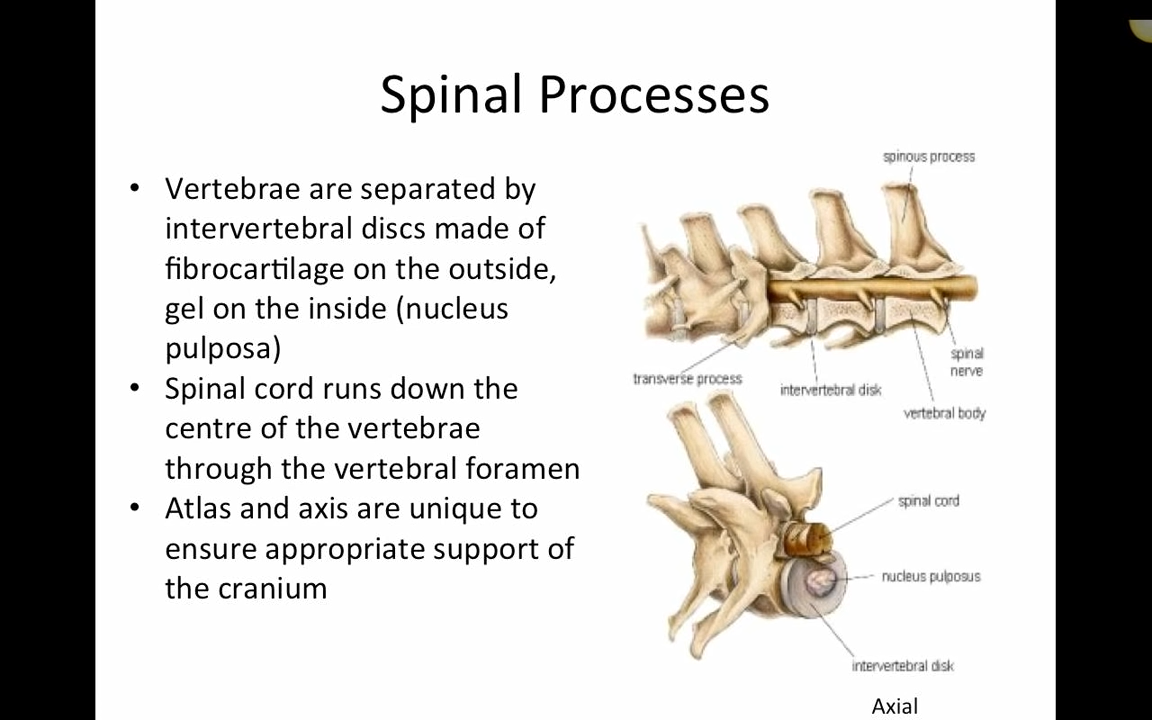 Spinal Processes
• Vertebrae are separated by
intervertebral discs made of
fibrocartilage on the outside,
gel on the inside (nucleus
pulposa)
• Spinal cord runs down the
centre of the vertebrae
through the vertebral foramen
• Atlas and axis are unique to
ensure appropriate support of
the cranium
spinous process
transverse process
intervertebral disk
spinal
nerve
vertebral body
spinal cord
nucleus pulposus
intervertebral disk
Axial